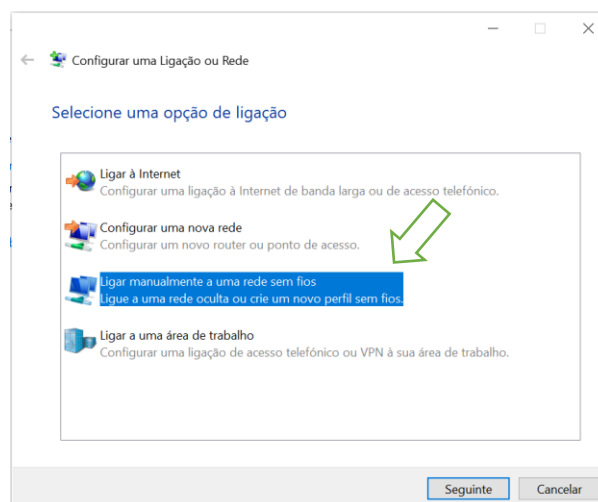 Configurar uma Ligação ou Rede
Selecione uma opção de ligação
Ligar à Internet
Configurar uma ligação à Internet de banda larga ou de acesso telefónico.
Configurar uma nova rede
Configurar um novo router ou ponto de acesso.
Ligar manualmente a uma rede sem fios
Ligue a uma rede oculta ou crie um novo perfil sem fios.
Ligar a uma área de trabalho
Configurar uma ligação de acesso telefónico ou VPN à sua área de trabalho.
Seguinte
Cancelar